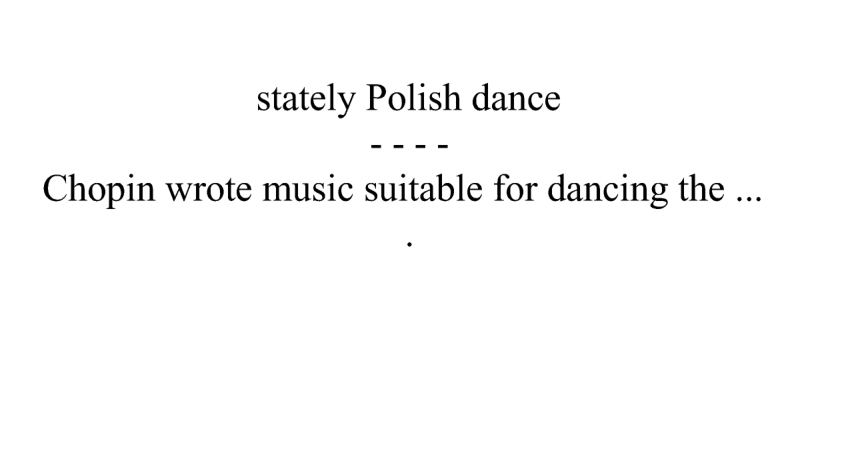 stately Polish dance
- - - -
Chopin wrote music suitable for dancing the ...
.